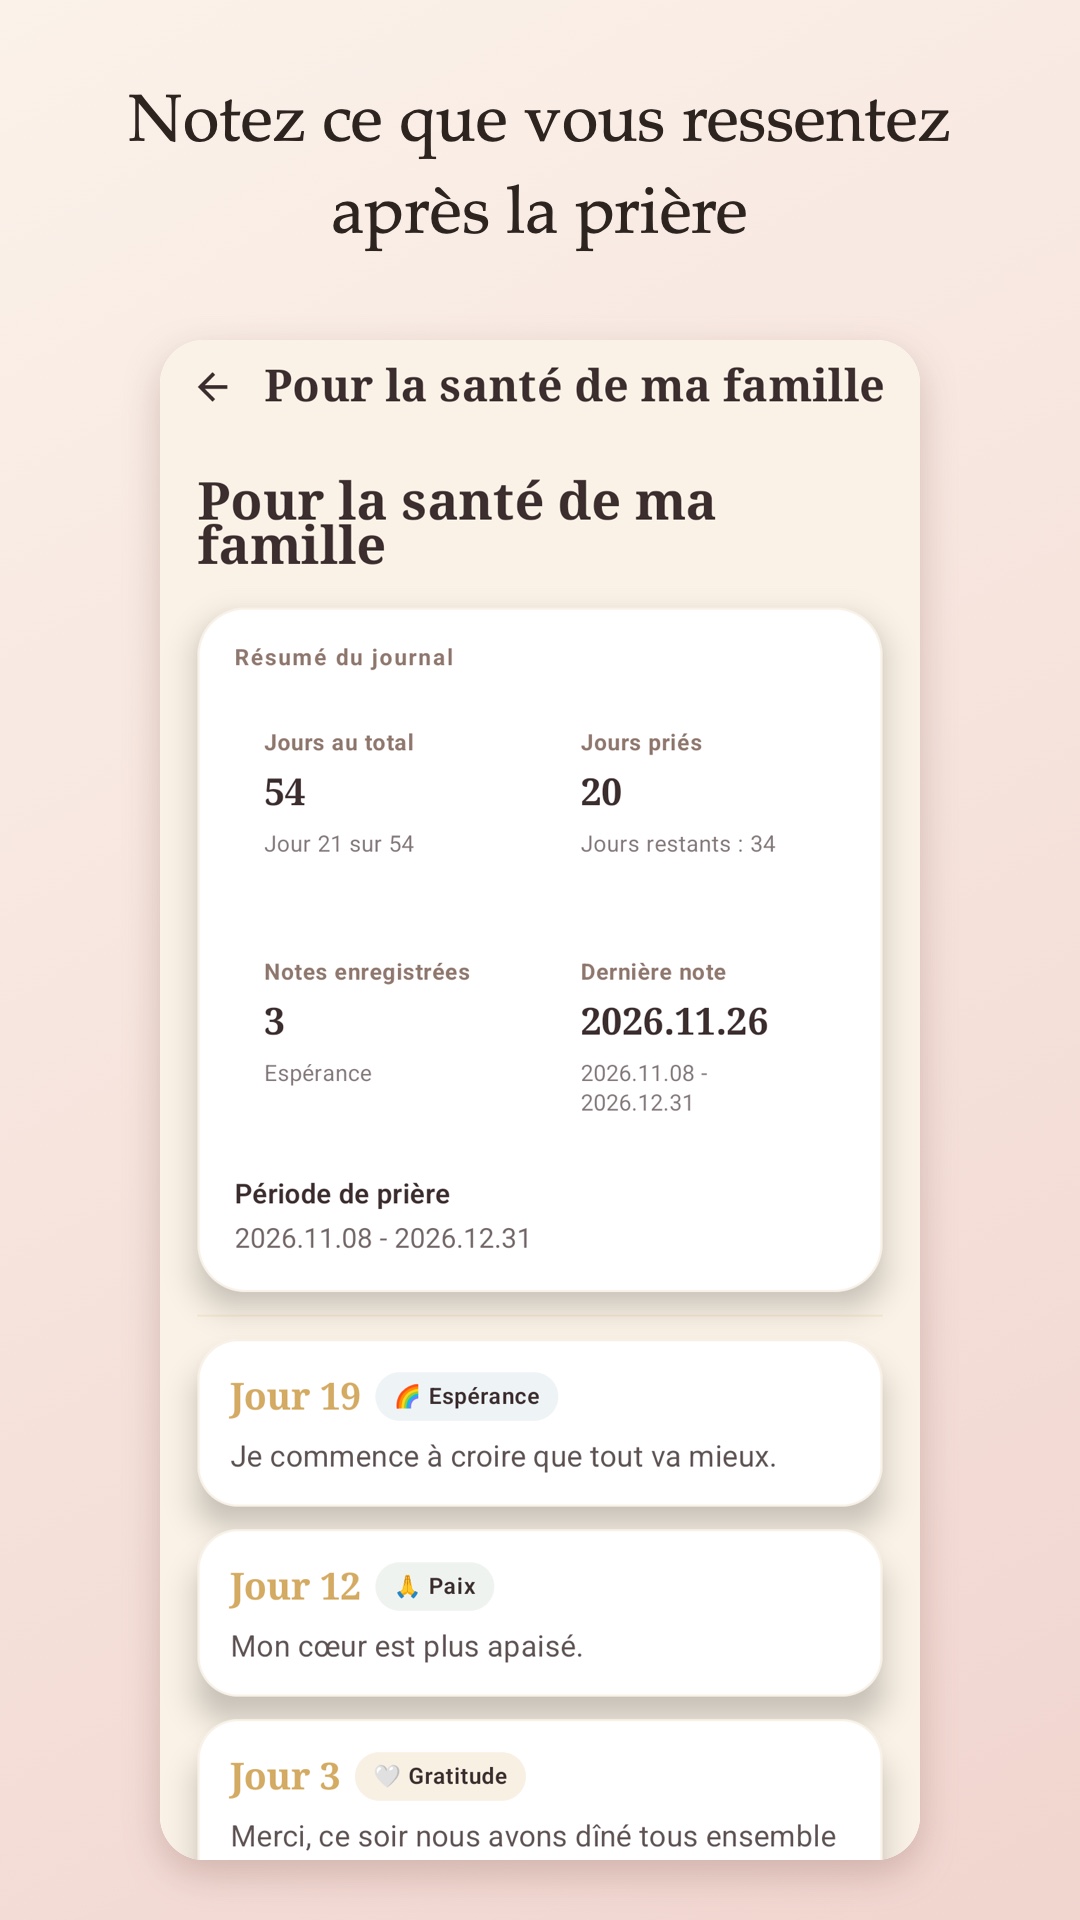 Notez ce que vous ressentez
après la prière
Pour la santé de ma famille
Pour la santé de ma
famille
Résumé du journal
Jours au total
54
Jour 21 sur 54
Jours priés
20
Jours restants : 34
Notes enregistrées
3
Espérance
Dernière note
2026.11.26
2026.11.08 -
2026.12.31
Période de prière
2026.11.08 - 2026.12.31
Jour 19 🌈 Espérance
Je commence à croire que tout va mieux.
Jour 12 🙏 Paix
Mon cœur est plus apaisé.
Jour 3 🤍 Gratitude
Merci, ce soir nous avons dîné tous ensemble